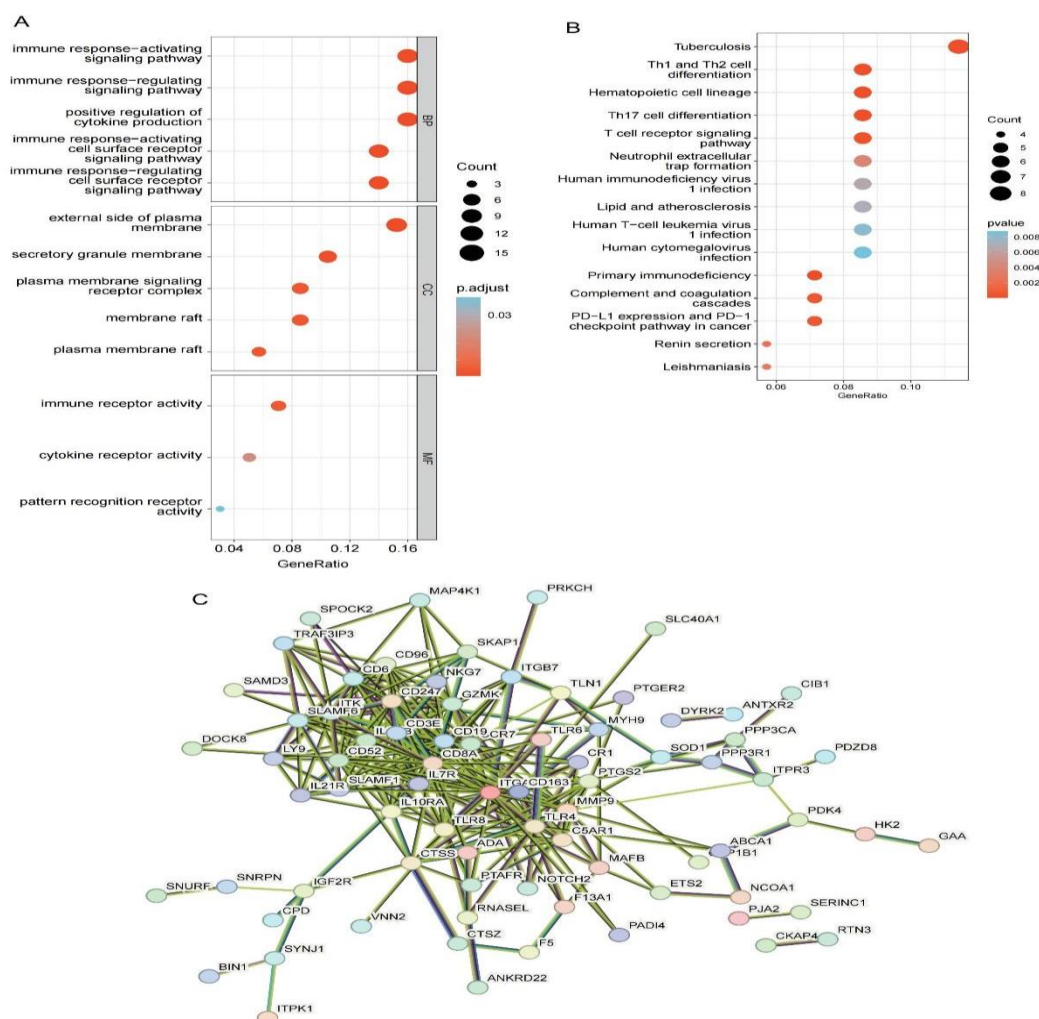 A
immune response−activating
signaling pathway
immune response−regulating
signaling pathway
positive regulation of
cytokine production
immune response−activating
cell surface receptor
signaling pathway
immune response−regulating
cell surface receptor
signaling pathway
BP
external side of plasma
membrane
secretory granule membrane
plasma membrane signaling
receptor complex
membrane raft
plasma membrane raft
CC
immune receptor activity
cytokine receptor activity
pattern recognition receptor
activity
MF
0.04 0.08 0.12 0.16
GeneRatio
Count
3
6
9
12
15
p.adjust
0.03
B
Tuberculosis
Th1 and Th2 cell
differentiation
Hematopoietic cell lineage
Th17 cell differentiation
T cell receptor signaling
pathway
Neutrophil extracellular
trap formation
Human immunodeficiency virus
1 infection
Lipid and atherosclerosis
Human T−cell leukemia virus
1 infection
Human cytomegalovirus
infection
Primary immunodeficiency
Complement and coagulation
cascades
PD−L1 expression and PD−1
checkpoint pathway in cancer
Renin secretion
Leishmaniasis
0.06 0.08 0.10
GeneRatio
Count
4
5
6
7
8
pvalue
0.008
0.006
0.004
0.002
C
MAP4K1
PRKCH
SPOCK2
SLC40A1
TRAF3IP3
SKAP1
CD96
CD6
NKG7
ITGB7
SAMD3
CD247
GZMK
TLN1
PTGER2
CIB1
ITK
SLAMF6
DYRK2
ANTXR2
CD3E
CD19
CR7
TLR6
MYH9
PPP3CA
DOCK8
LY9
CD52
CD8A
CR1
SOD1
PPP3R1
PDZD8
IL7R
PTGS2
ITPR3
IL21R
SLAMF1
CD163
IL10RA
MMP9
TLR8
TLR4
C5AR1
PDK4
HK2
GAA
ABCA1
P1B1
CTSS
ADA
MAFB
SNURF
SNRPN
IGF2R
PTAFR
NOTCH2
ETS2
NCOA1
F13A1
SERINC1
PJA2
CPD
VNN2
RNASEL
PADI4
CKAP4
RTN3
CTSZ
F5
SYNJ1
BIN1
ANKRD22
ITPK1